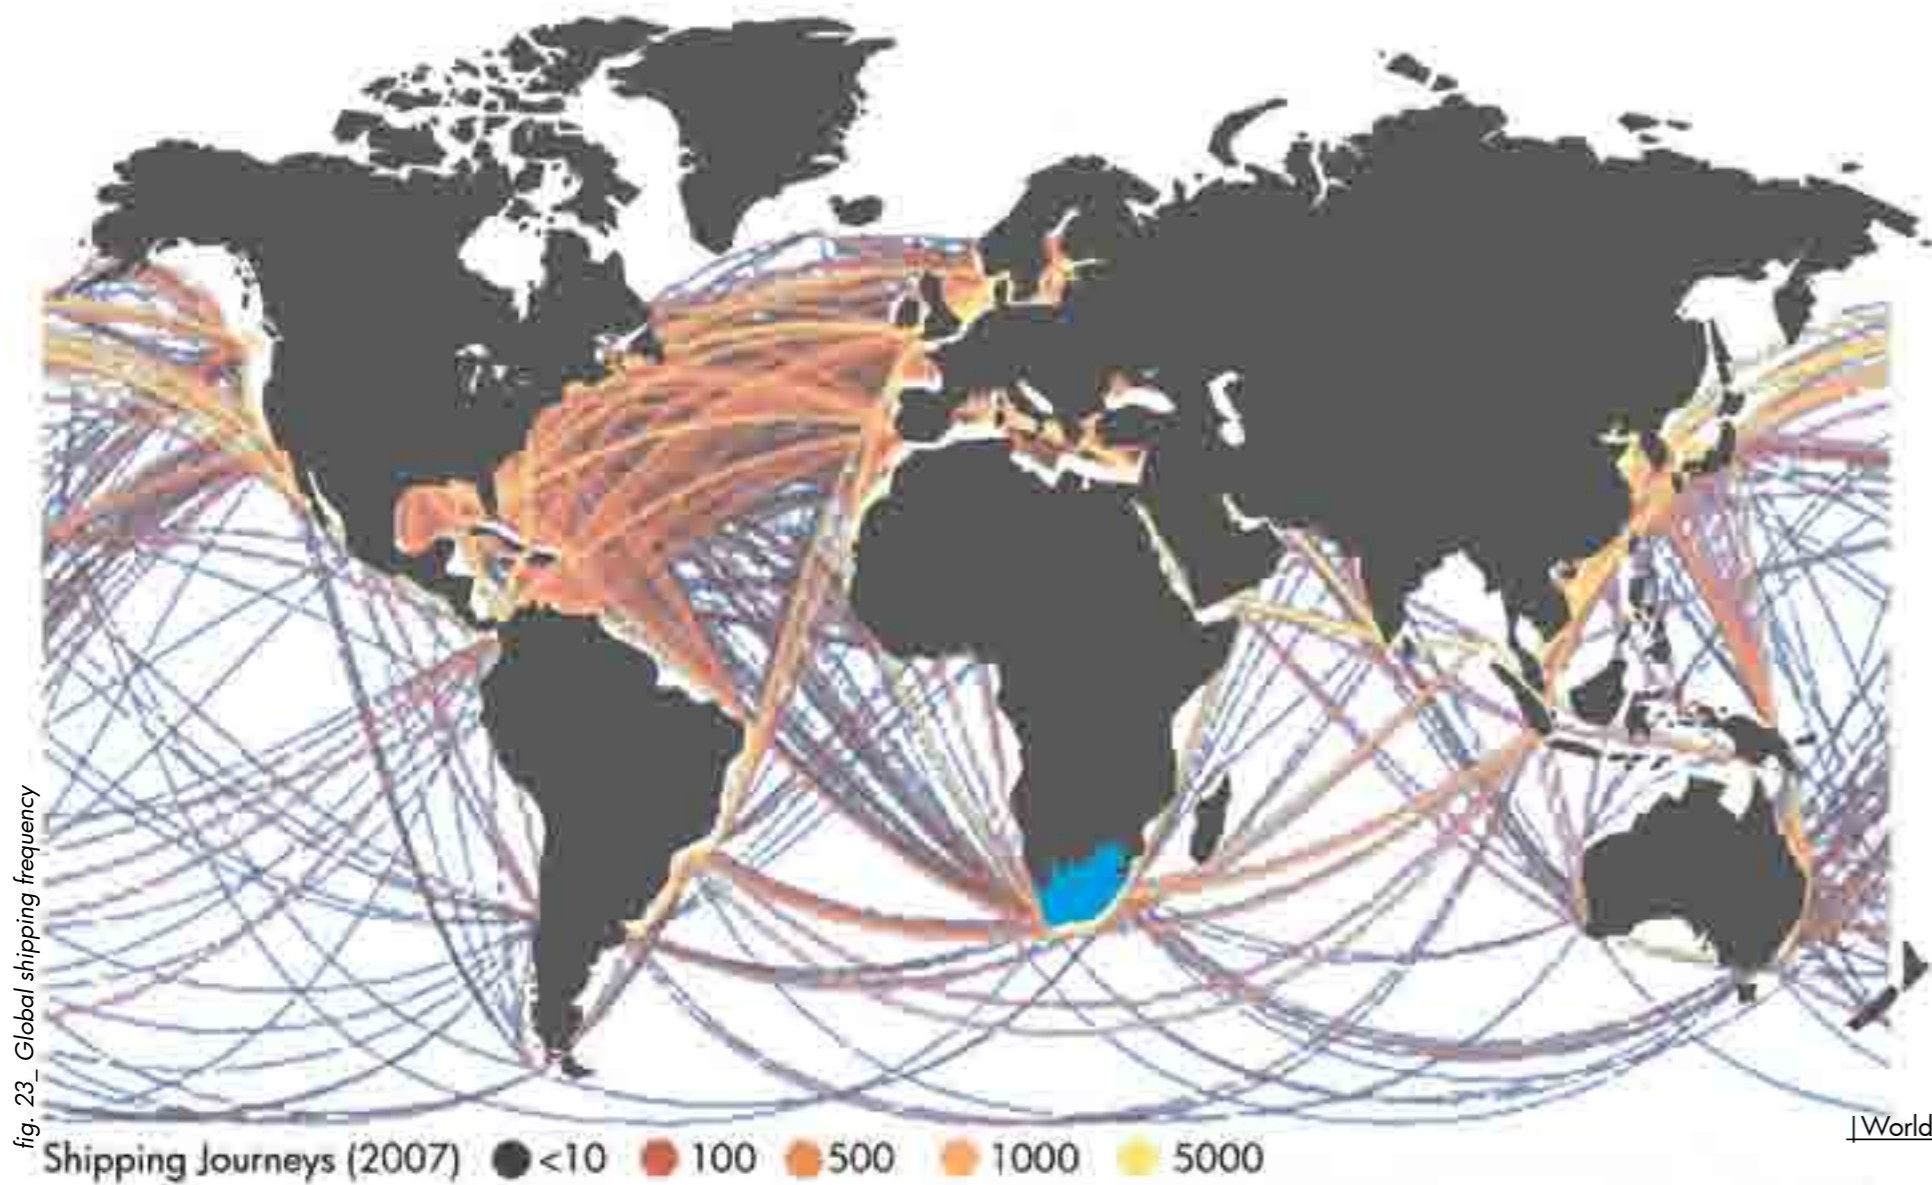 fig. 23_ Global shipping frequency
|World
Shipping Journeys (2007) <10 100 500 1000 5000